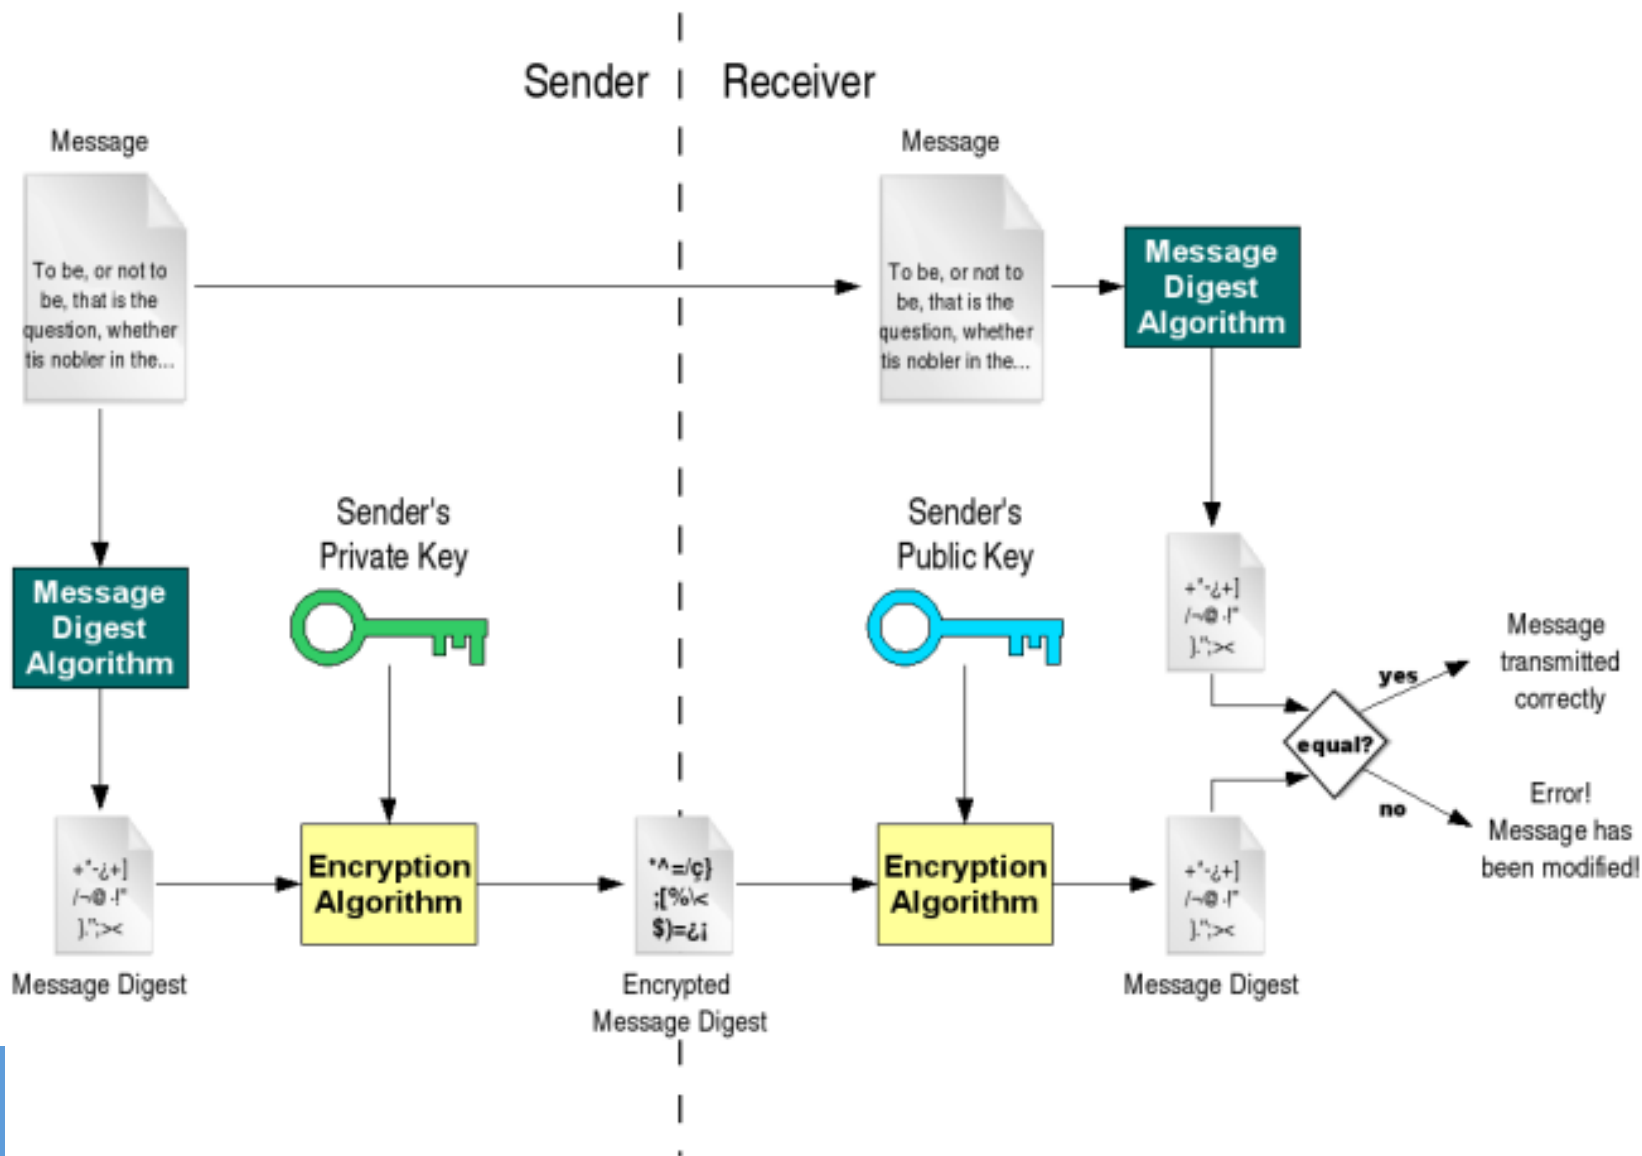 Sender
Receiver
Message
To be, or not to
be, that is the
question, whether
tis nobler in the...
Message
To be, or not to
be, that is the
question, whether
tis nobler in the...
Message
Digest
Algorithm
Sender's
Private Key
Sender's
Public Key
Message
Digest
Algorithm
+*-¿+]
/¬@·!"
}.";><
yes
Message
transmitted
correctly
equal?
no
Error!
Message has
been modified!
+*-¿+]
/¬@·!"
}.";><
Message Digest
Encryption
Algorithm
*^=/ç}
;[%\<
$)=¿¡
Encrypted
Message Digest
Encryption
Algorithm
+*-¿+]
/¬@·!"
}.";><
Message Digest